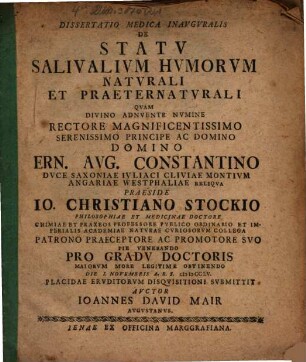 DISSERTATIO MEDICA INAVGVRALIS
DE
STATV
SALIVALIVM HVMORVM
NATVRALI
ET PRAETERNATVRALI
QVAM
DIVINO ADNVENTE NVMINE
RECTORE MAGNIFICENTISSIMO
SERENISSIMO PRINCIPE AC DOMINO
DOMINO
ERN. AVG. CONSTANTINO
DVCE SAXONIAE IVLIACI CLIVIAE MONTIVM
ANGARIAE WESTPHALIAE RELIQVA
PRAESIDE
IO. CHRISTIANO STOCKIO
PHILOSOPHIAE ET MEDICINAE DOCTORE
CHIMIAE ET PRAXEOS PROFESSORE PVBLICO ORDINARIO ET IM-
PERIALIS ACADEMIAE NATVRAE CVRIOSORVM COLLEGA
PATRONO PRAECEPTORE AC PROMOTORE SVO
PIE VENERANDO
PRO GRADV DOCTORIS
MAIORVM MORE LEGITIME OBTINENDO
DIE NOVEMBRIS
PLACIDAE ERVDITORVM DISQVISITIONI SVBMITTIT
AVCTOR
IOANNES DAVID MAIR
AVGVSTANVS.
IENAE EX OFFICINA MARGGRAFIANA.